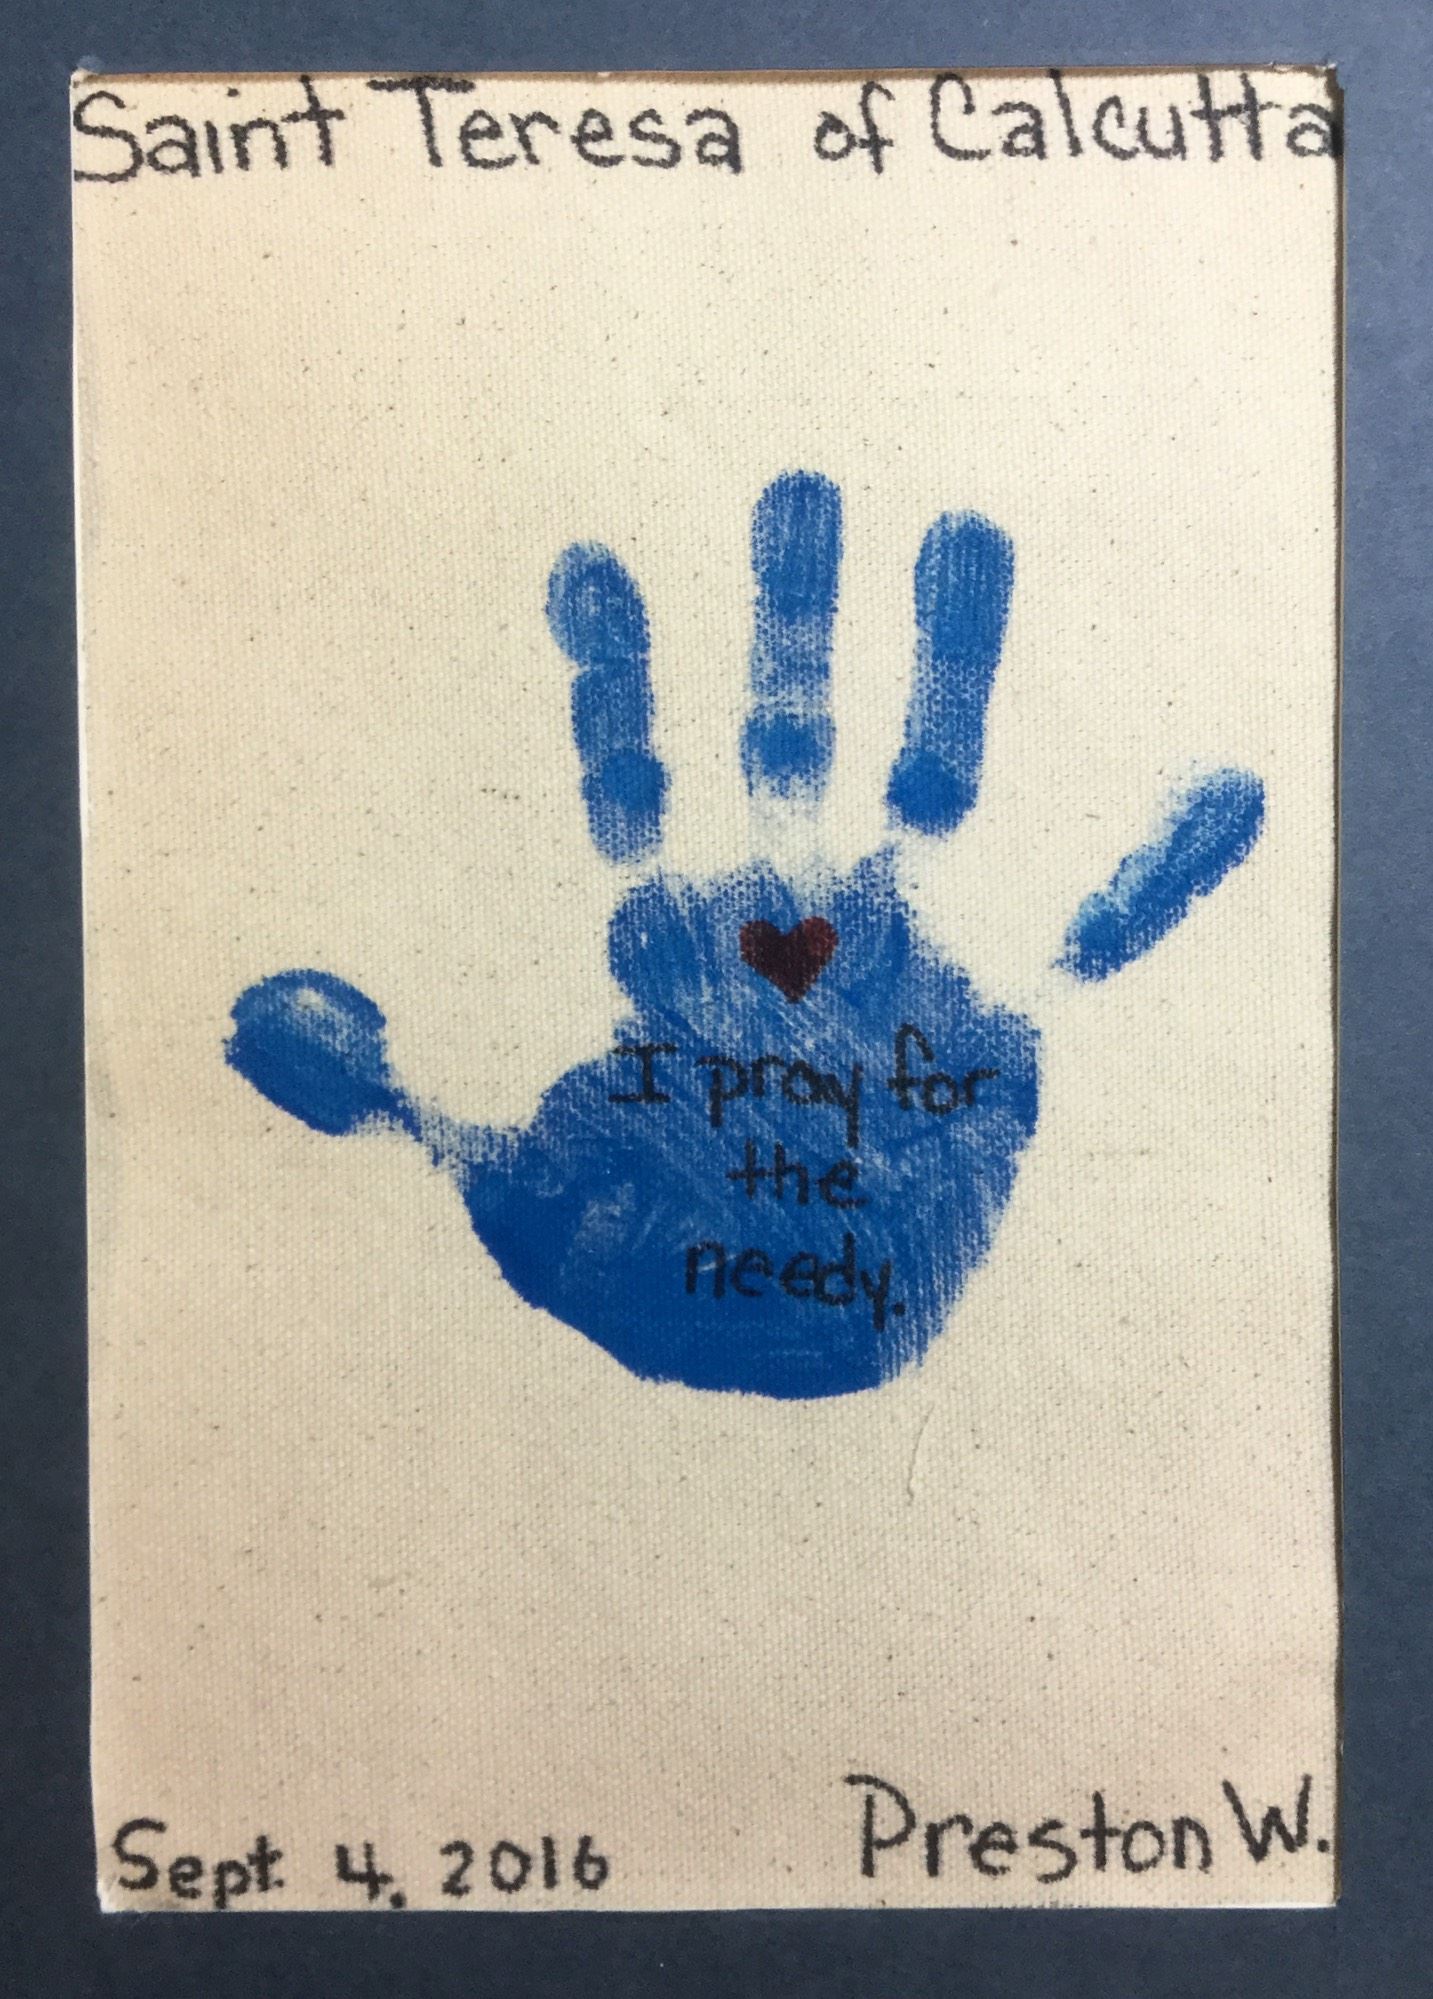 Saint Teresa of Calcutta
I pray for
the
needy.
Sept. 4, 2016
Preston W.